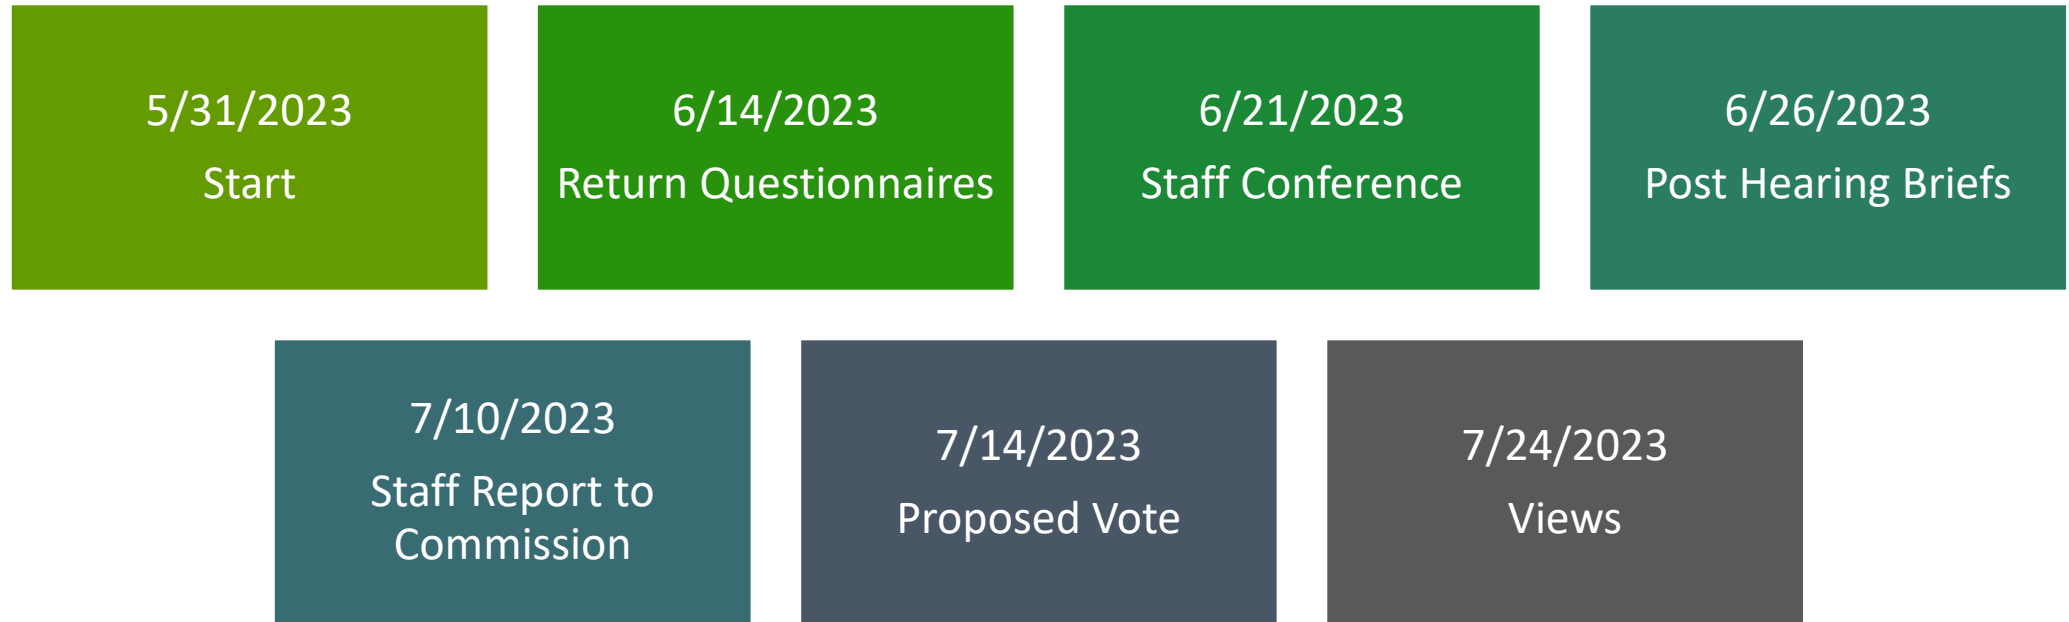 5/31/2023
Start
6/14/2023
Return Questionnaires
6/21/2023
Staff Conference
6/26/2023
Post Hearing Briefs
7/10/2023
Staff Report to
Commission
7/14/2023
Proposed Vote
7/24/2023
Views